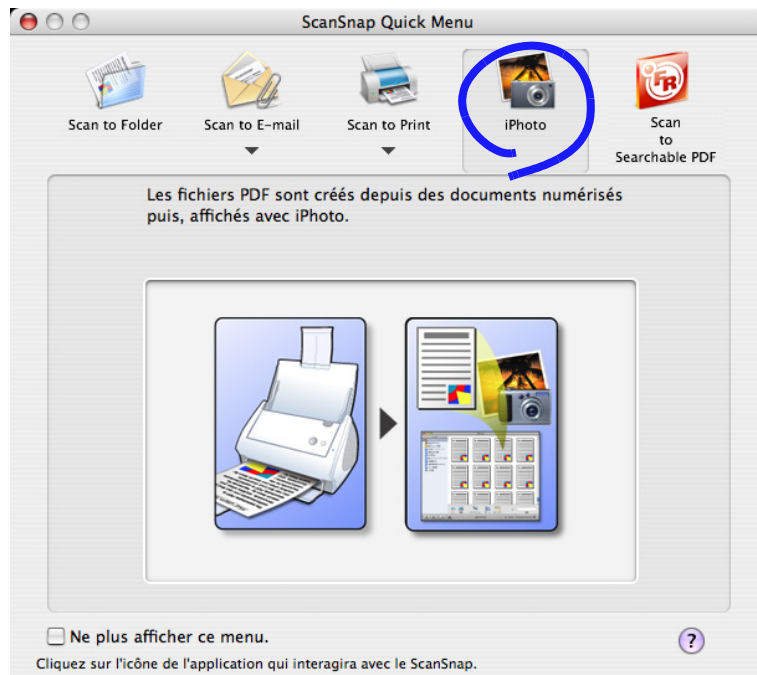 ScanSnap Quick Menu
Scan to Folder
Scan to E-mail
Scan to Print
iPhoto
Scan
to
Searchable PDF
Les fichiers PDF sont créés depuis des documents numérisés
puis, affichés avec iPhoto.
Ne plus afficher ce menu.
?
Cliquez sur l'icône de l'application qui interagira avec le ScanSnap.